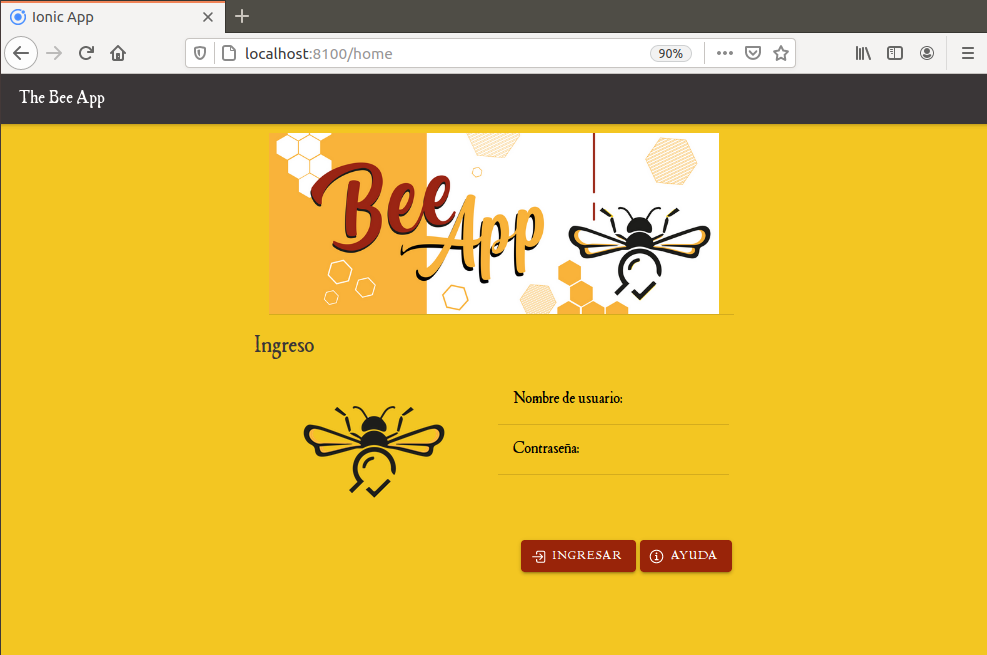 Ionic App
localhost:8100/home
90%
The Bee App
Bee
App
Ingreso
Nombre de usuario:
Contraseña:
INGRESAR
AYUDA